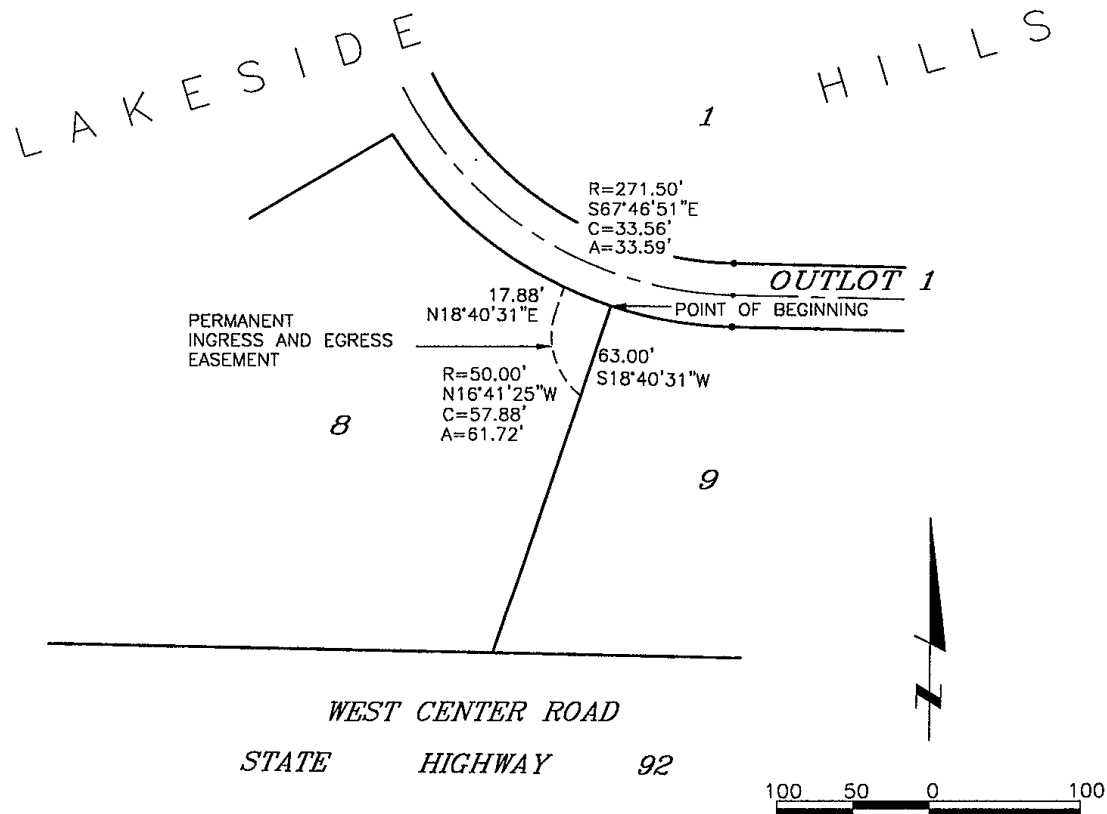 LAKESIDE HILLS
1
R=271.50'
S67°46'51"E
C=33.56'
A=33.59'
OUTLOT 1
17.88'
N18°40'31"E
POINT OF BEGINNING
PERMANENT
INGRESS AND EGRESS
EASEMENT
63.00'
S18°40'31"W
R=50.00'
N16°41'25"W
C=57.88'
A=61.72'
8
9
WEST CENTER ROAD
STATE HIGHWAY 92
N
100 50 0 100